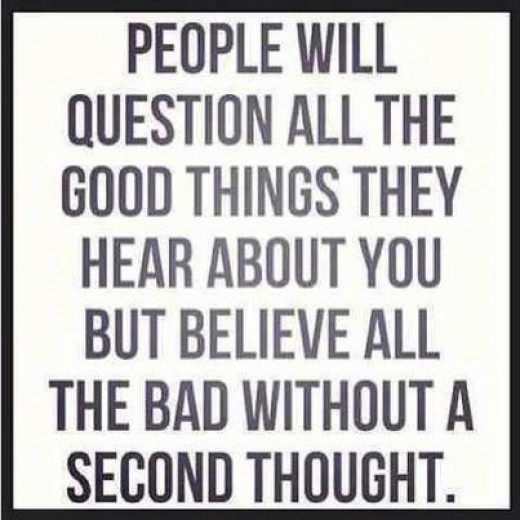 PEOPLE WILL
QUESTION ALL THE
GOOD THINGS THEY
HEAR ABOUT YOU
BUT BELIEVE ALL
THE BAD WITHOUT A
SECOND THOUGHT.